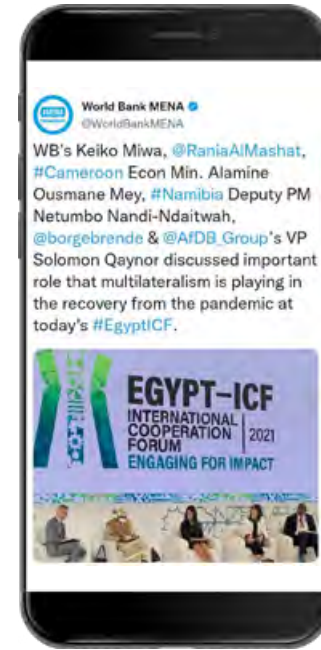 World Bank MENA
@WorldBankMENA
WB's Keiko Miwa, @RaniaAlMashat,
#Cameroon Econ Min. Alamine
Ousmane Mey, #Namibia Deputy PM
Netumbo Nandi-Ndaitwah,
@borgebrende & @AfDB_Group's VP
Solomon Qaynor discussed important
role that multilateralism is playing in
the recovery from the pandemic at
today's #EgyptICF.
EGYPT-ICF
INTERNATIONAL
COOPERATION
FORUM
2021
ENGAGING FOR IMPACT